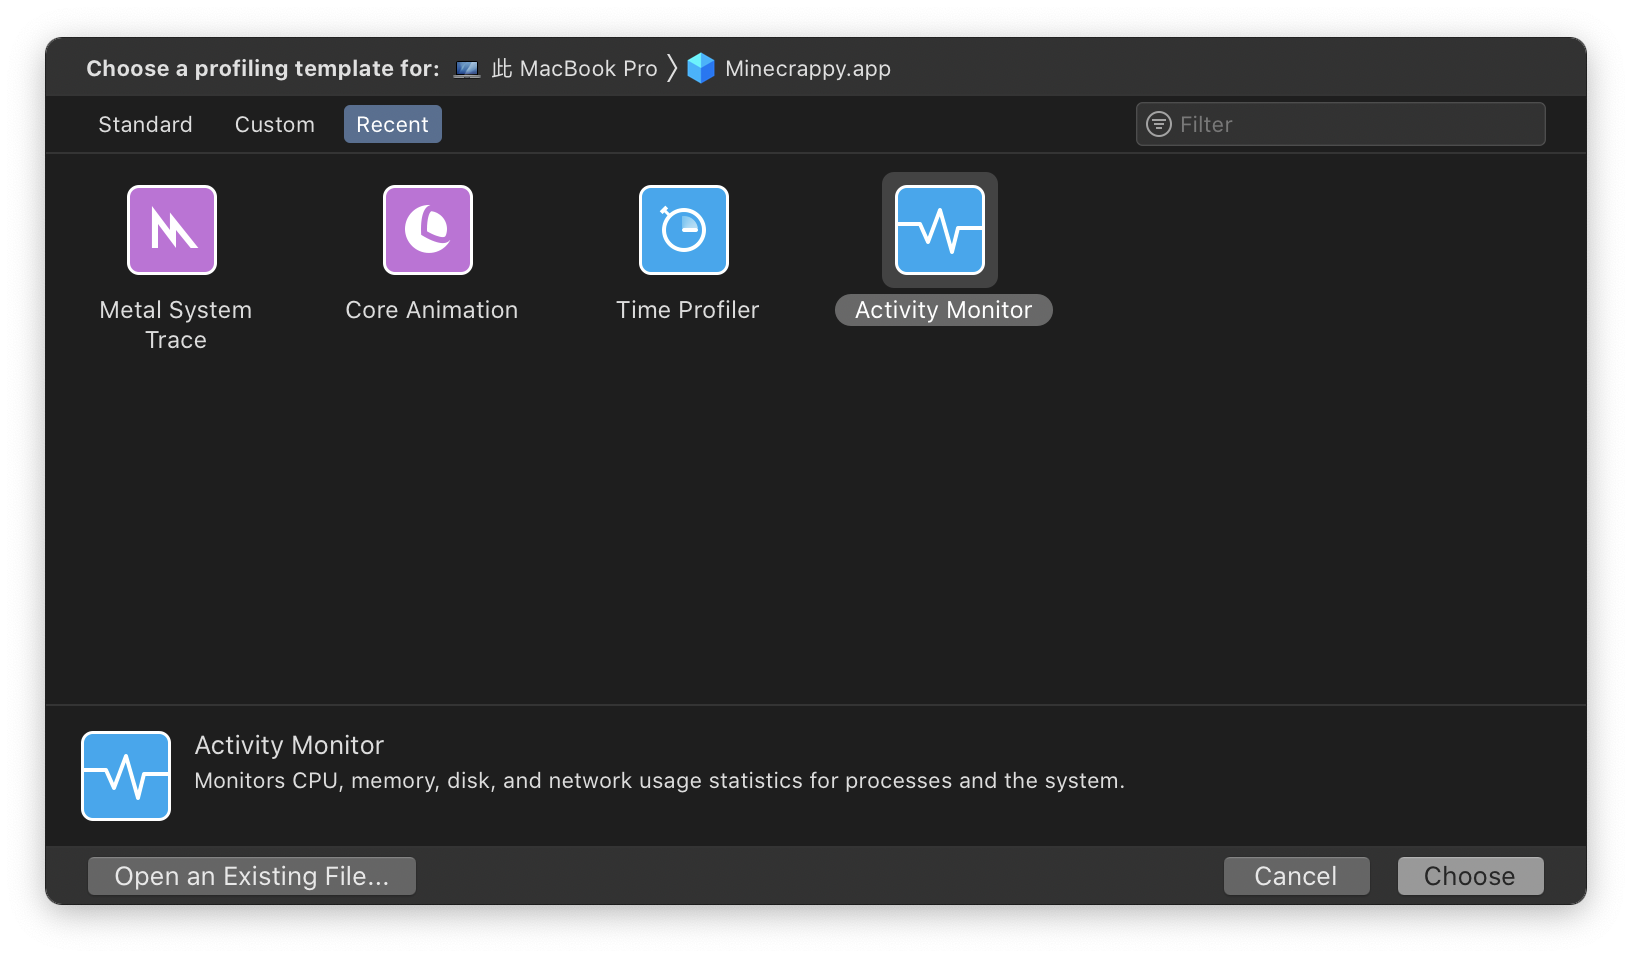 Choose a profiling template for: 此 MacBook Pro 〉 Minecrappy.app
Standard Custom Recent Filter
Metal System Trace
Core Animation
Time Profiler
Activity Monitor
Activity Monitor
Monitors CPU, memory, disk, and network usage statistics for processes and the system.
Open an Existing File... Cancel Choose